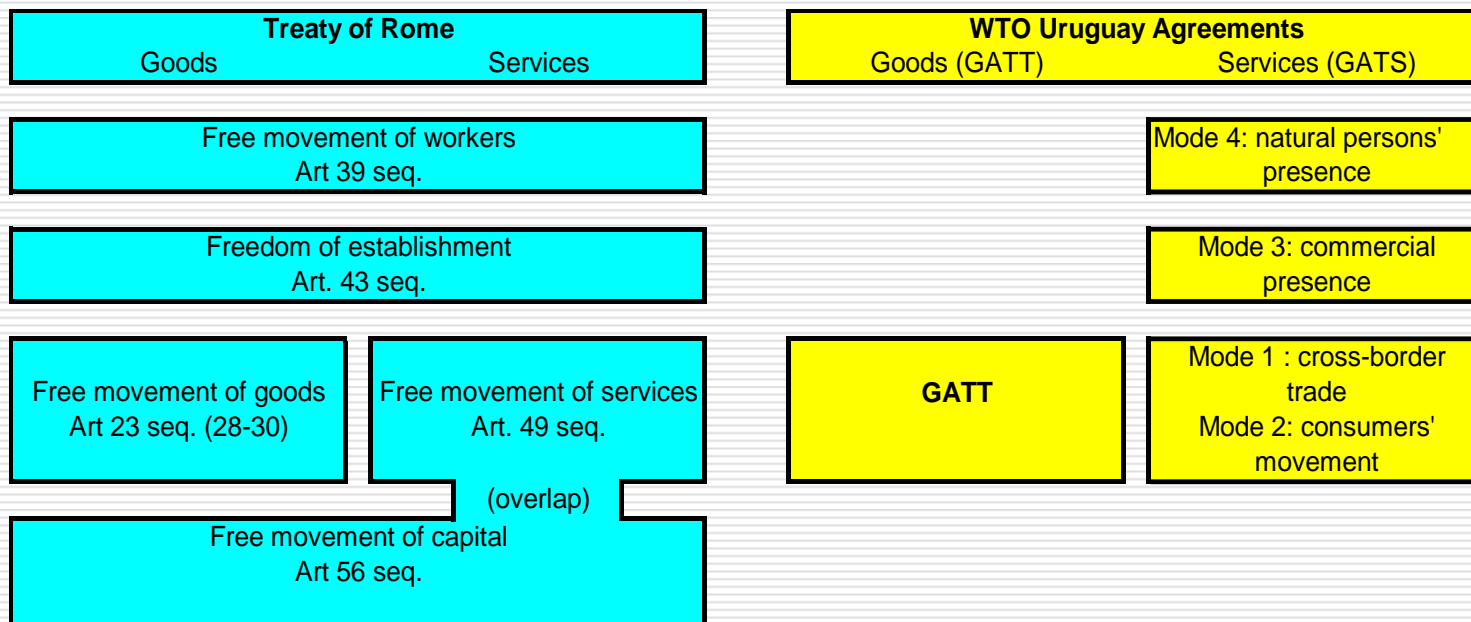 Treaty of Rome
Goods Services
WTO Uruguay Agreements
Goods (GATT) Services (GATS)
Free movement of workers
Art 39 seq.
Mode 4: natural persons'
presence
Freedom of establishment
Art. 43 seq.
Mode 3: commercial
presence
Free movement of goods
Art 23 seq. (28-30)
Free movement of services
Art. 49 seq.
GATT
Mode 1 : cross-border
trade
Mode 2: consumers'
movement
(overlap)
Free movement of capital
Art 56 seq.